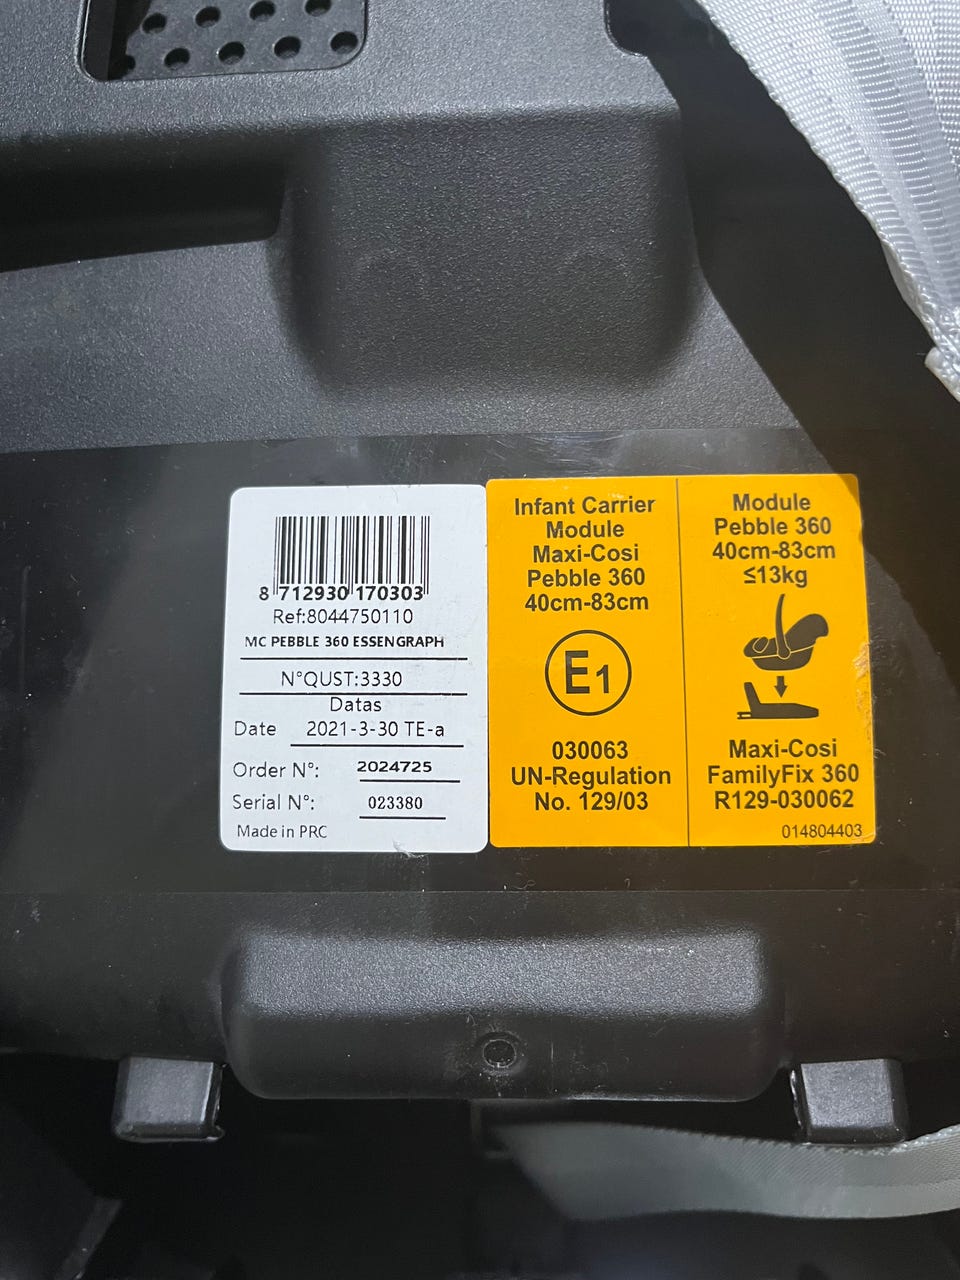 8 712930 170303
Ref:8044750110
MC PEBBLE 360 ESSENGRAPH
N°QUST:3330
Datas
Date 2021-3-30 TE-a
Order N°: 2024725
Serial N°: 023380
Made in PRC
Infant Carrier
Module
Maxi-Cosi
Pebble 360
40cm-83cm
E1
030063
UN-Regulation
No. 129/03
Module
Pebble 360
40cm-83cm
≤13kg
Maxi-Cosi
FamilyFix 360
R129-030062
014804403